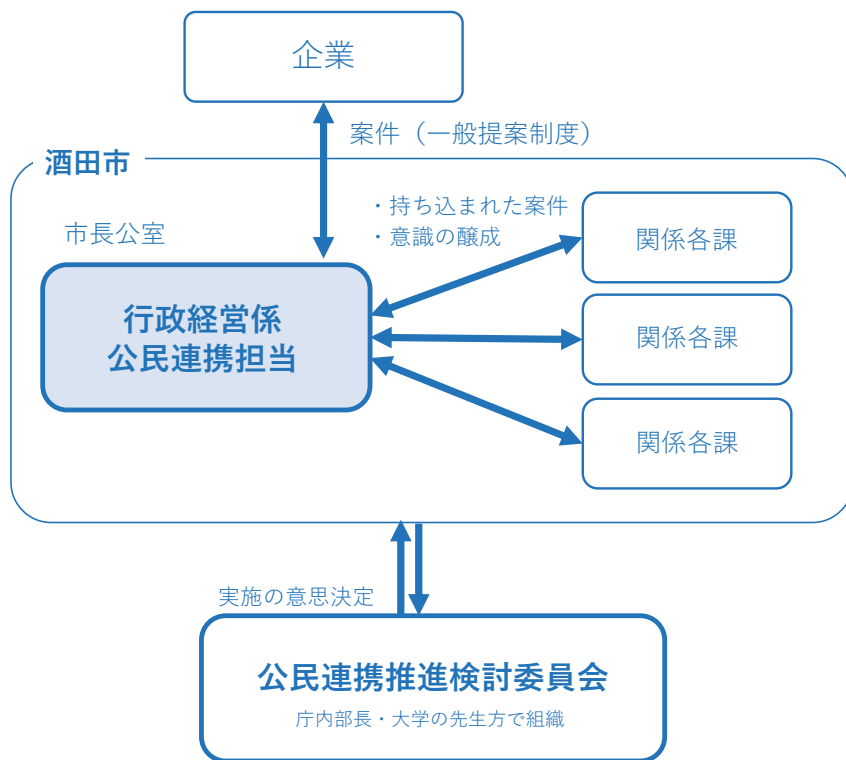 企業
案件（一般提案制度）
酒田市
市長公室
・持ち込まれた案件
・意識の醸成
行政経営係
公民連携担当
関係各課
関係各課
関係各課
実施の意思決定
公民連携推進検討委員会
庁内部長・大学の先生方で組織